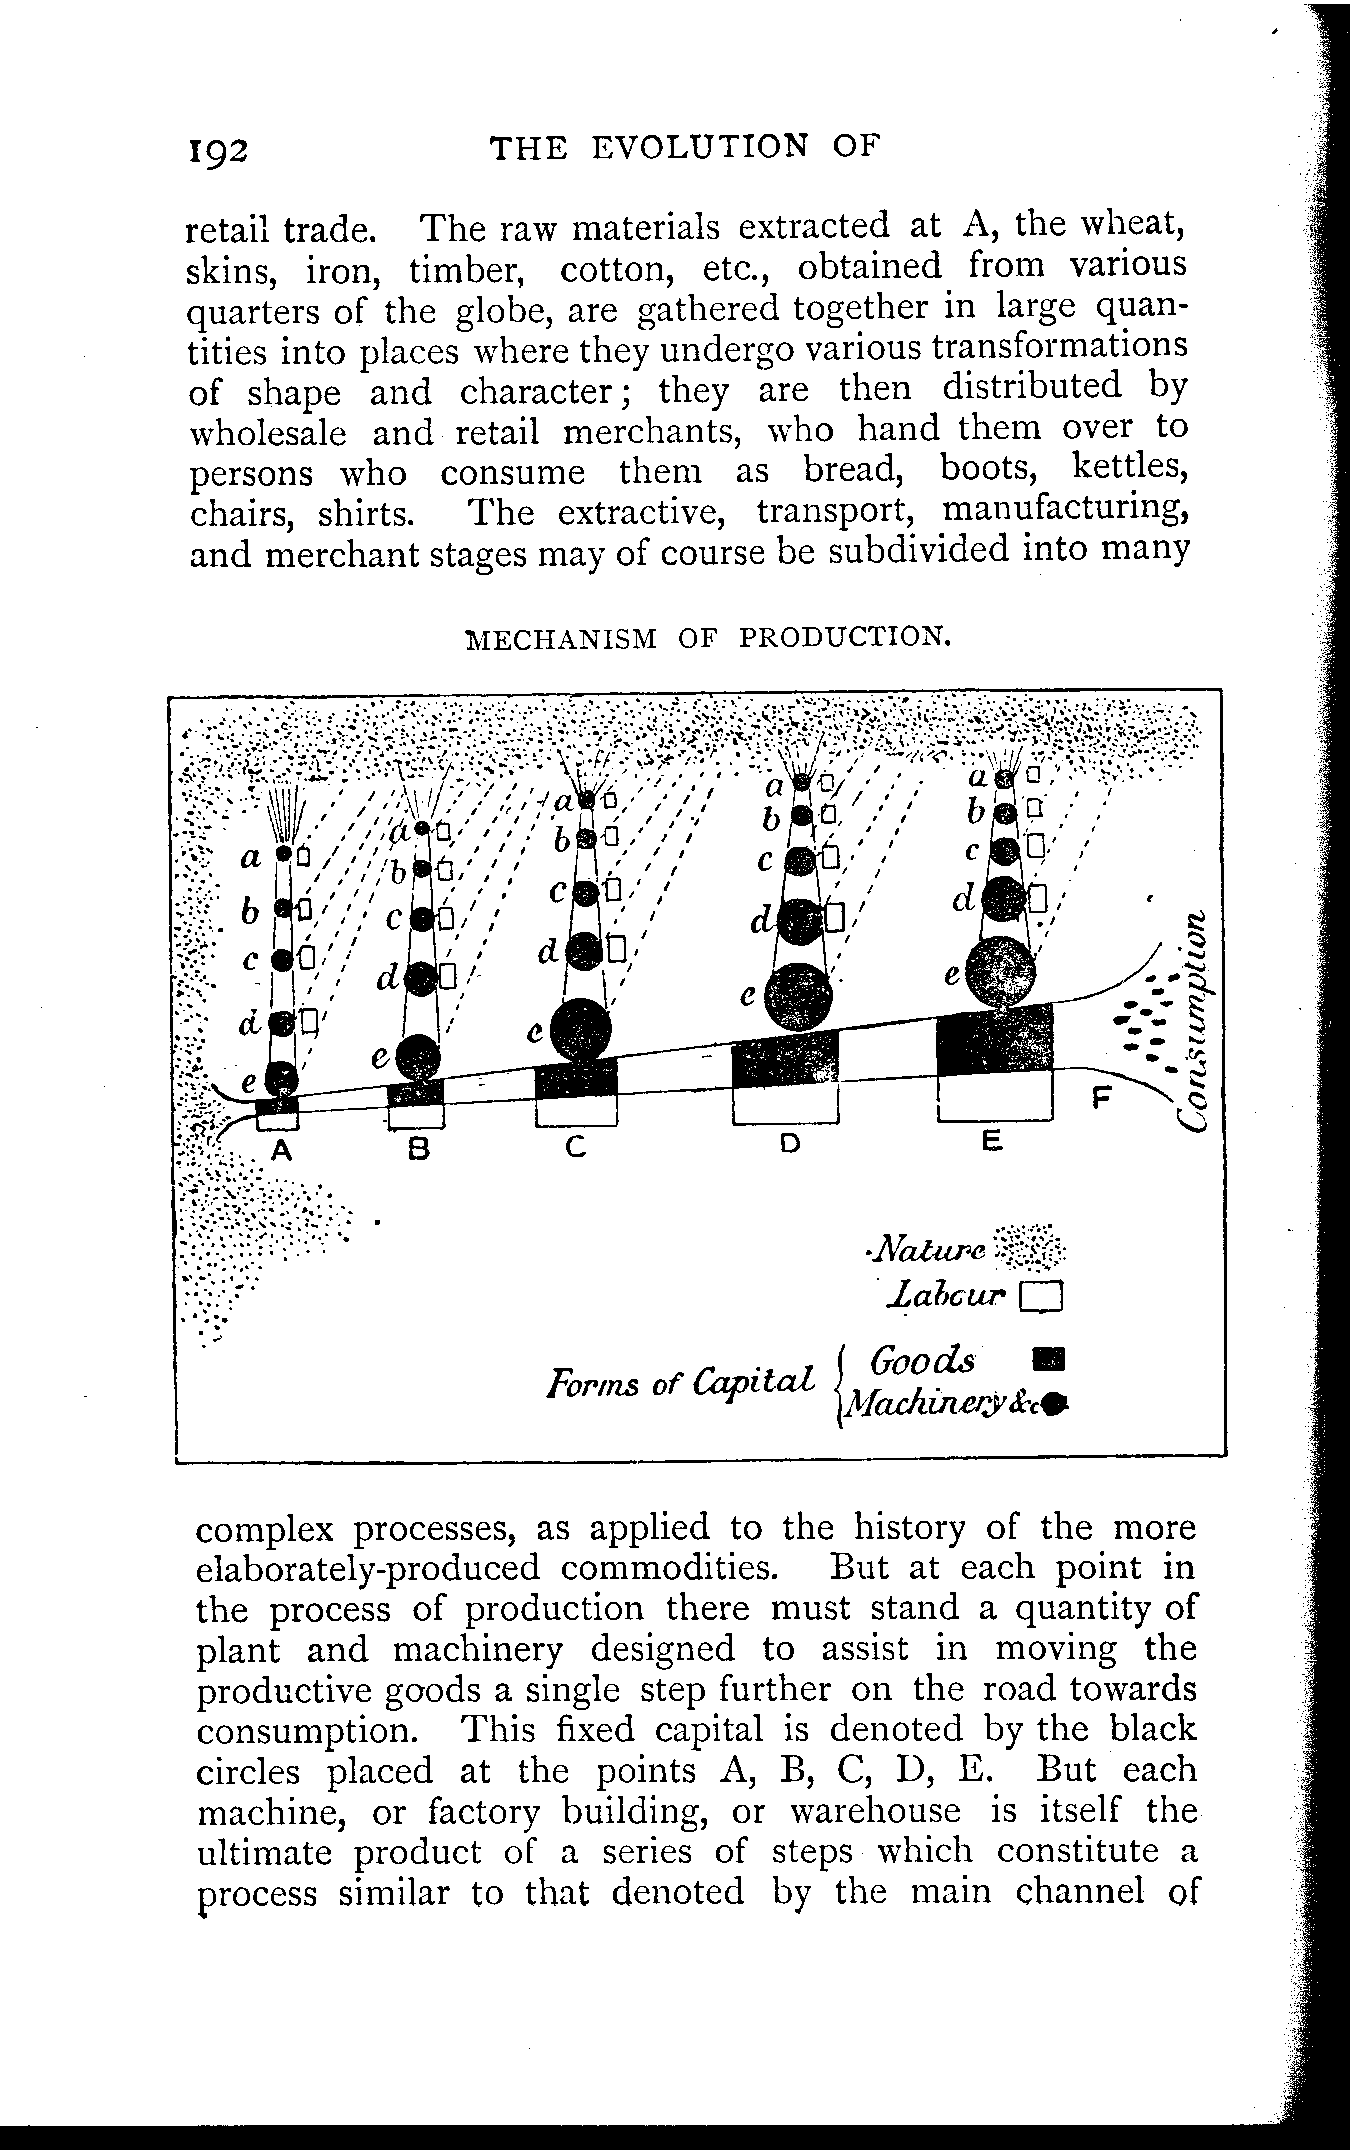 192 THE EVOLUTION OF
retail trade. The raw materials extracted at A, the wheat,
skins, iron, timber, cotton, etc., obtained from various
quarters of the globe, are gathered together in large quan-
tities into places where they undergo various transformations
of shape and character; they are then distributed by
wholesale and retail merchants, who hand them over to
persons who consume them as bread, boots, kettles,
chairs, shirts. The extractive, transport, manufacturing,
and merchant stages may of course be subdivided into many
MECHANISM OF PRODUCTION.
a a a a a
b b b b b
c c c c c
d d d d d
e e e e e
A B C D E F
Consumption
Nature
Labour
Forms of Capital { Goods
Machinery &c
complex processes, as applied to the history of the more
elaborately-produced commodities. But at each point in
the process of production there must stand a quantity of
plant and machinery designed to assist in moving the
productive goods a single step further on the road towards
consumption. This fixed capital is denoted by the black
circles placed at the points A, B, C, D, E. But each
machine, or factory building, or warehouse is itself the
ultimate product of a series of steps which constitute a
process similar to that denoted by the main channel of